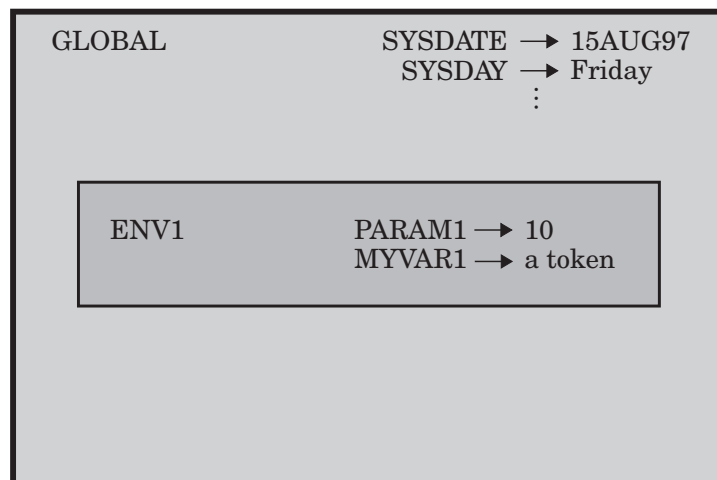 GLOBAL SYSDATE → 15AUG97
SYSDAY → Friday
⋮
ENV1 PARAM1 → 10
MYVAR1 → a token